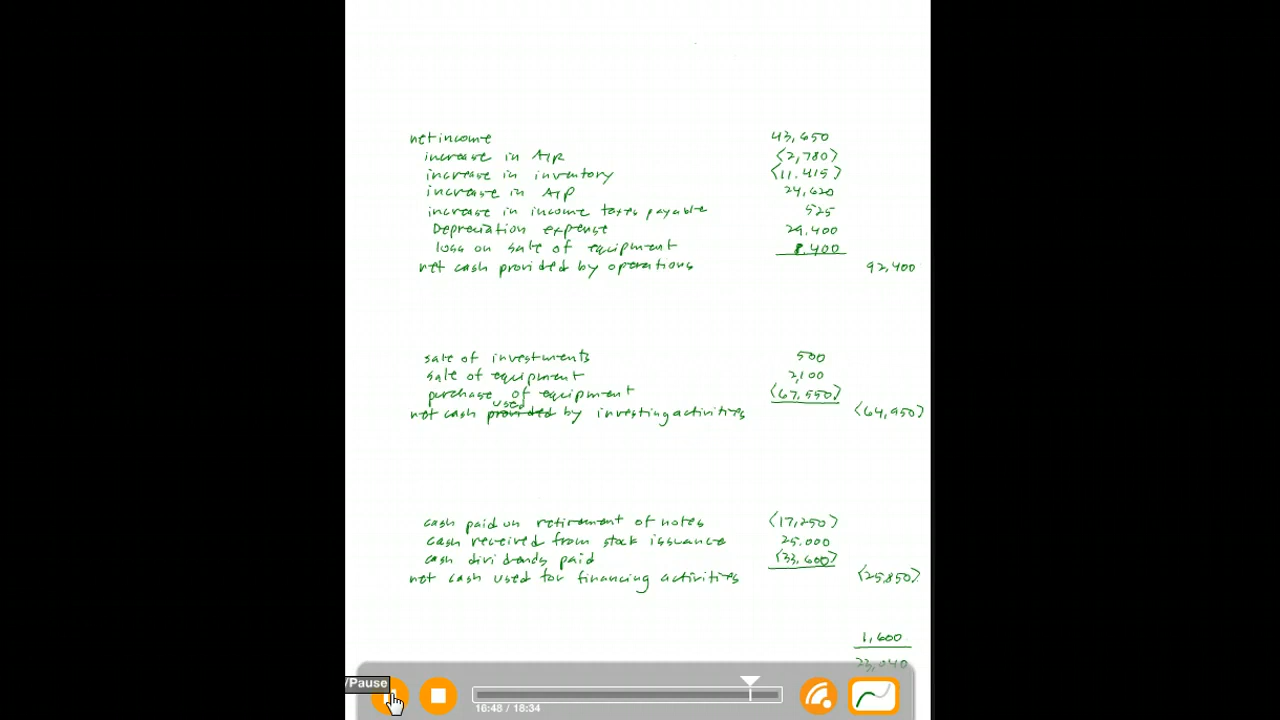 net income 43,650
increase in A/R <2,780>
increase in inventory <11.415>
increase in A/P 24,620
increase in income taxes payable 525
Depreciation expense 29.400
loss on sale of equipment 8.400
net cash provided by operations 92,400
sale of investments 500
sale of equipment 2,100
purchase of equipment <67,550>
used
net cash provided by investing activities <64,950>
cash paid on retirement of notes <17,250>
cash received from stock issuance 25.000
cash dividends paid <33,600>
net cash used for financing activities <25,850>
1,600
23,040
/Pause
16:48 / 18:34